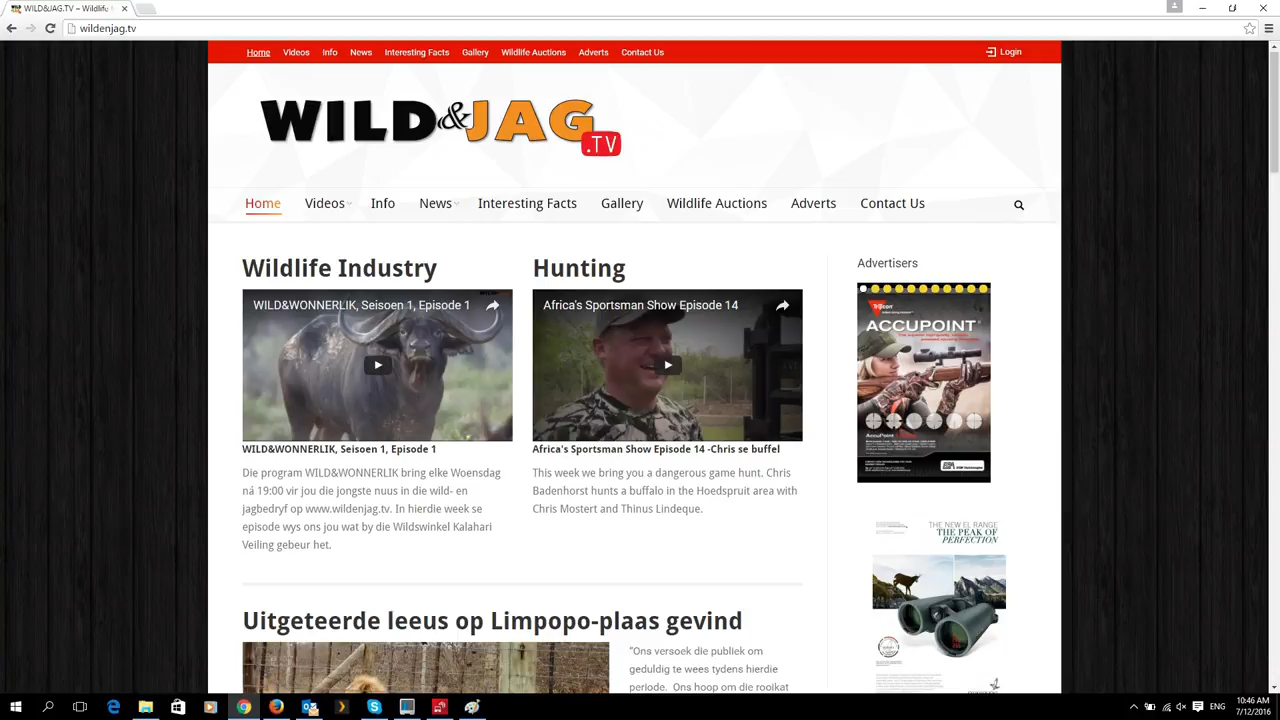 WILD&JAG.TV – Wildlife
wildenjag.tv
Home Videos Info News Interesting Facts Gallery Wildlife Auctions Adverts Contact Us Login
WILD&JAG.TV
Home Videos Info News Interesting Facts Gallery Wildlife Auctions Adverts Contact Us
Wildlife Industry
WILD&WONNERLIK, Seisoen 1, Episode 1
WILD&WONNERLIK, Seisoen 1, Episode 1
Die program WILD&WONNERLIK bring elke Woensdag
ná 19:00 vir jou die jongste nuus in die wild- en
jagbedryf op www.wildenjag.tv. In hierdie week se
episode wys ons jou wat by die Wildswinkel Kalahari
Veiling gebeur het.
Hunting
Africa's Sportsman Show Episode 14
Africa's Sportsman Show Episode 14 -Chris se buffel
This week we bring you a dangerous game hunt. Chris
Badenhorst hunts a buffalo in the Hoedspruit area with
Chris Mostert and Thinus Lindeque.
Advertisers
Trijicon
ACCUPOINT
AccuPoint
THE NEW EL RANGE
THE PEAK OF
PERFECTION
Uitgeteerde leeus op Limpopo-plaas gevind
"Ons versoek die publiek om
geduldig te wees tydens hierdie
periode. Ons hoop om die rooikat
ENG
10:46 AM
7/12/2016